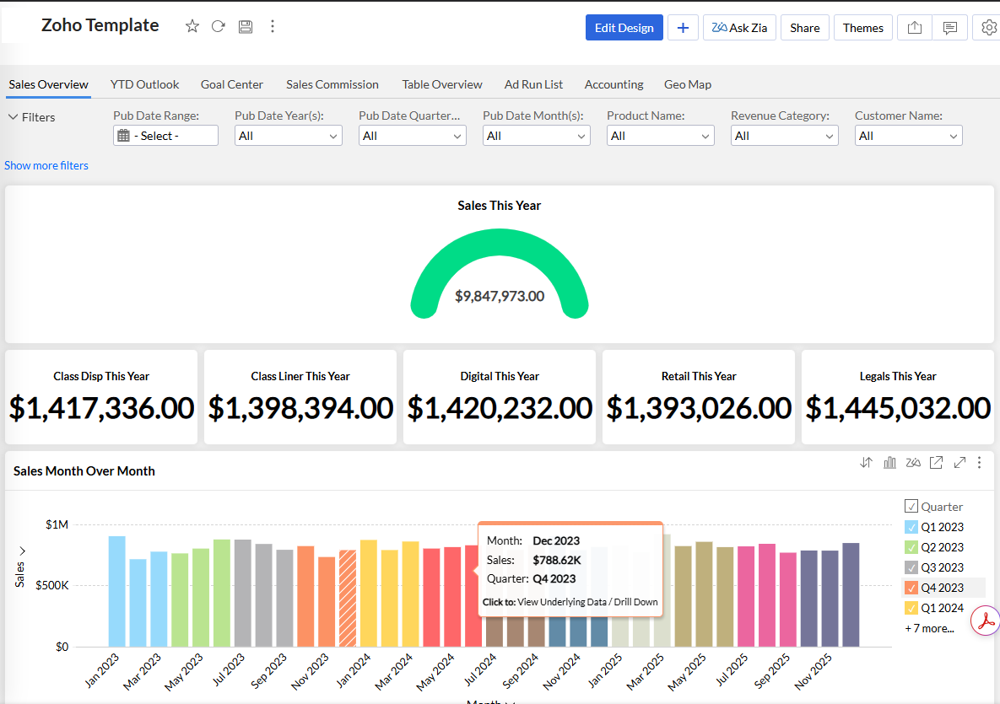 Zoho Template
Edit Design
+
Ask Zia
Share
Themes
Sales Overview YTD Outlook Goal Center Sales Commission Table Overview Ad Run List Accounting Geo Map
Filters
Pub Date Range: Pub Date Year(s): Pub Date Quarter... Pub Date Month(s): Product Name: Revenue Category: Customer Name:
- Select - All All All All All All
Show more filters
Sales This Year
$9,847,973.00
Class Disp This Year Class Liner This Year Digital This Year Retail This Year Legals This Year
$1,417,336.00 $1,398,394.00 $1,420,232.00 $1,393,026.00 $1,445,032.00
Sales Month Over Month
Quarter
Q1 2023
Q2 2023
Q3 2023
Q4 2023
Q1 2024
+ 7 more...
Sales
$1M
$500K
$0
Month: Dec 2023
Sales: $788.62K
Quarter: Q4 2023
Click to: View Underlying Data / Drill Down
Jan 2023 Mar 2023 May 2023 Jul 2023 Sep 2023 Nov 2023 Jan 2024 Mar 2024 May 2024 Jul 2024 Sep 2024 Nov 2024 Jan 2025 Mar 2025 May 2025 Jul 2025 Sep 2025 Nov 2025
Month